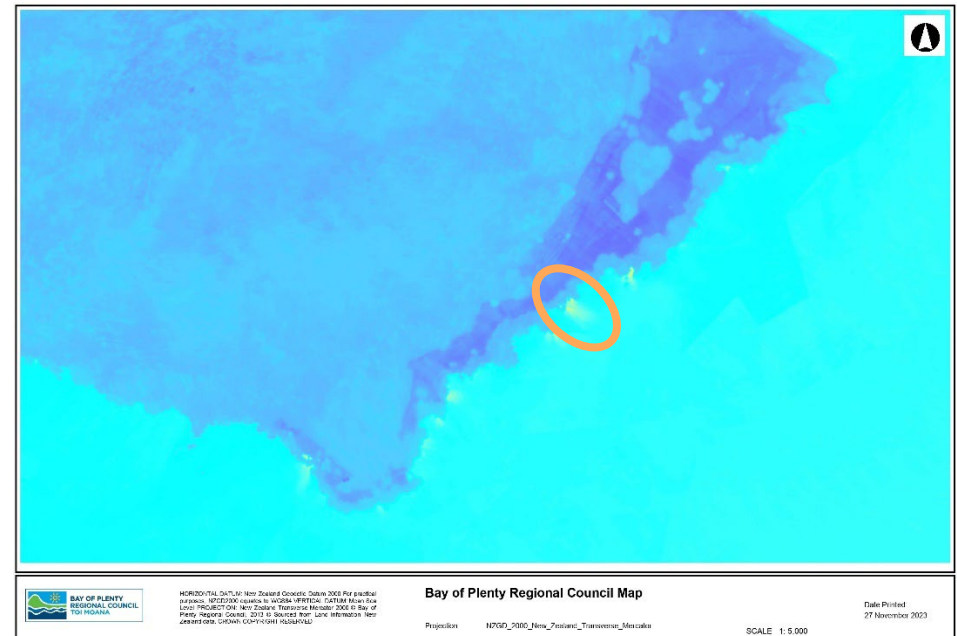 BAY OF PLENTY
REGIONAL COUNCIL
TOI MOANA
HORIZONTAL DATUM: New Zealand Geodetic Datum 2000 For practical
purposes, NZGD2000 equates to WGS84 VERTICAL DATUM: Mean Sea
Level PROJECTION: New Zealand Transverse Mercator 2000 © Bay of
Plenty Regional Council, 2013 © Sourced from Land Information New
Zealand data. CROWN COPYRIGHT RESERVED
Bay of Plenty Regional Council Map
Projection NZGD_2000_New_Zealand_Transverse_Mercator
SCALE 1: 5,000
Date Printed
27 November 2023